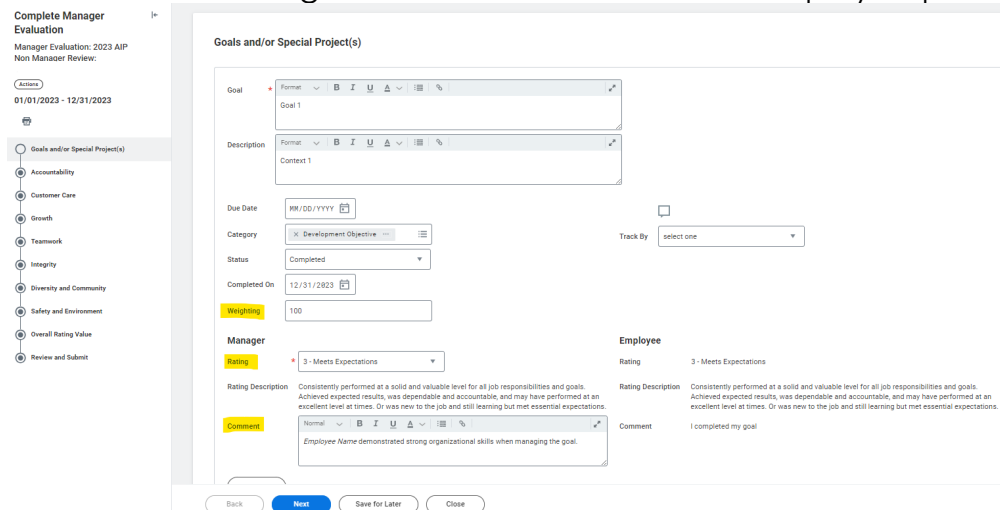 Complete Manager
Evaluation
Manager Evaluation: 2023 AIP
Non Manager Review:
Actions
01/01/2023 - 12/31/2023
Goals and/or Special Project(s)
Accountability
Customer Care
Growth
Teamwork
Integrity
Diversity and Community
Safety and Environment
Overall Rating Value
Review and Submit
Goals and/or Special Project(s)
Goal *
Format B I U A
Goal 1
Description
Format B I U A
Context 1
Due Date MM/DD/YYYY
Category × Development Objective ...
Track By select one
Status Completed
Completed On 12/31/2023
Weighting 100
Manager
Rating * 3 - Meets Expectations
Rating Description Consistently performed at a solid and valuable level for all job responsibilities and goals.
Achieved expected results, was dependable and accountable, and may have performed at an
excellent level at times. Or was new to the job and still learning but met essential expectations.
Comment
Normal B I U A
Employee Name demonstrated strong organizational skills when managing the goal.
Employee
Rating 3 - Meets Expectations
Rating Description Consistently performed at a solid and valuable level for all job responsibilities and goals.
Achieved expected results, was dependable and accountable, and may have performed at an
excellent level at times. Or was new to the job and still learning but met essential expectations.
Comment I completed my goal
Back Next Save for Later Close